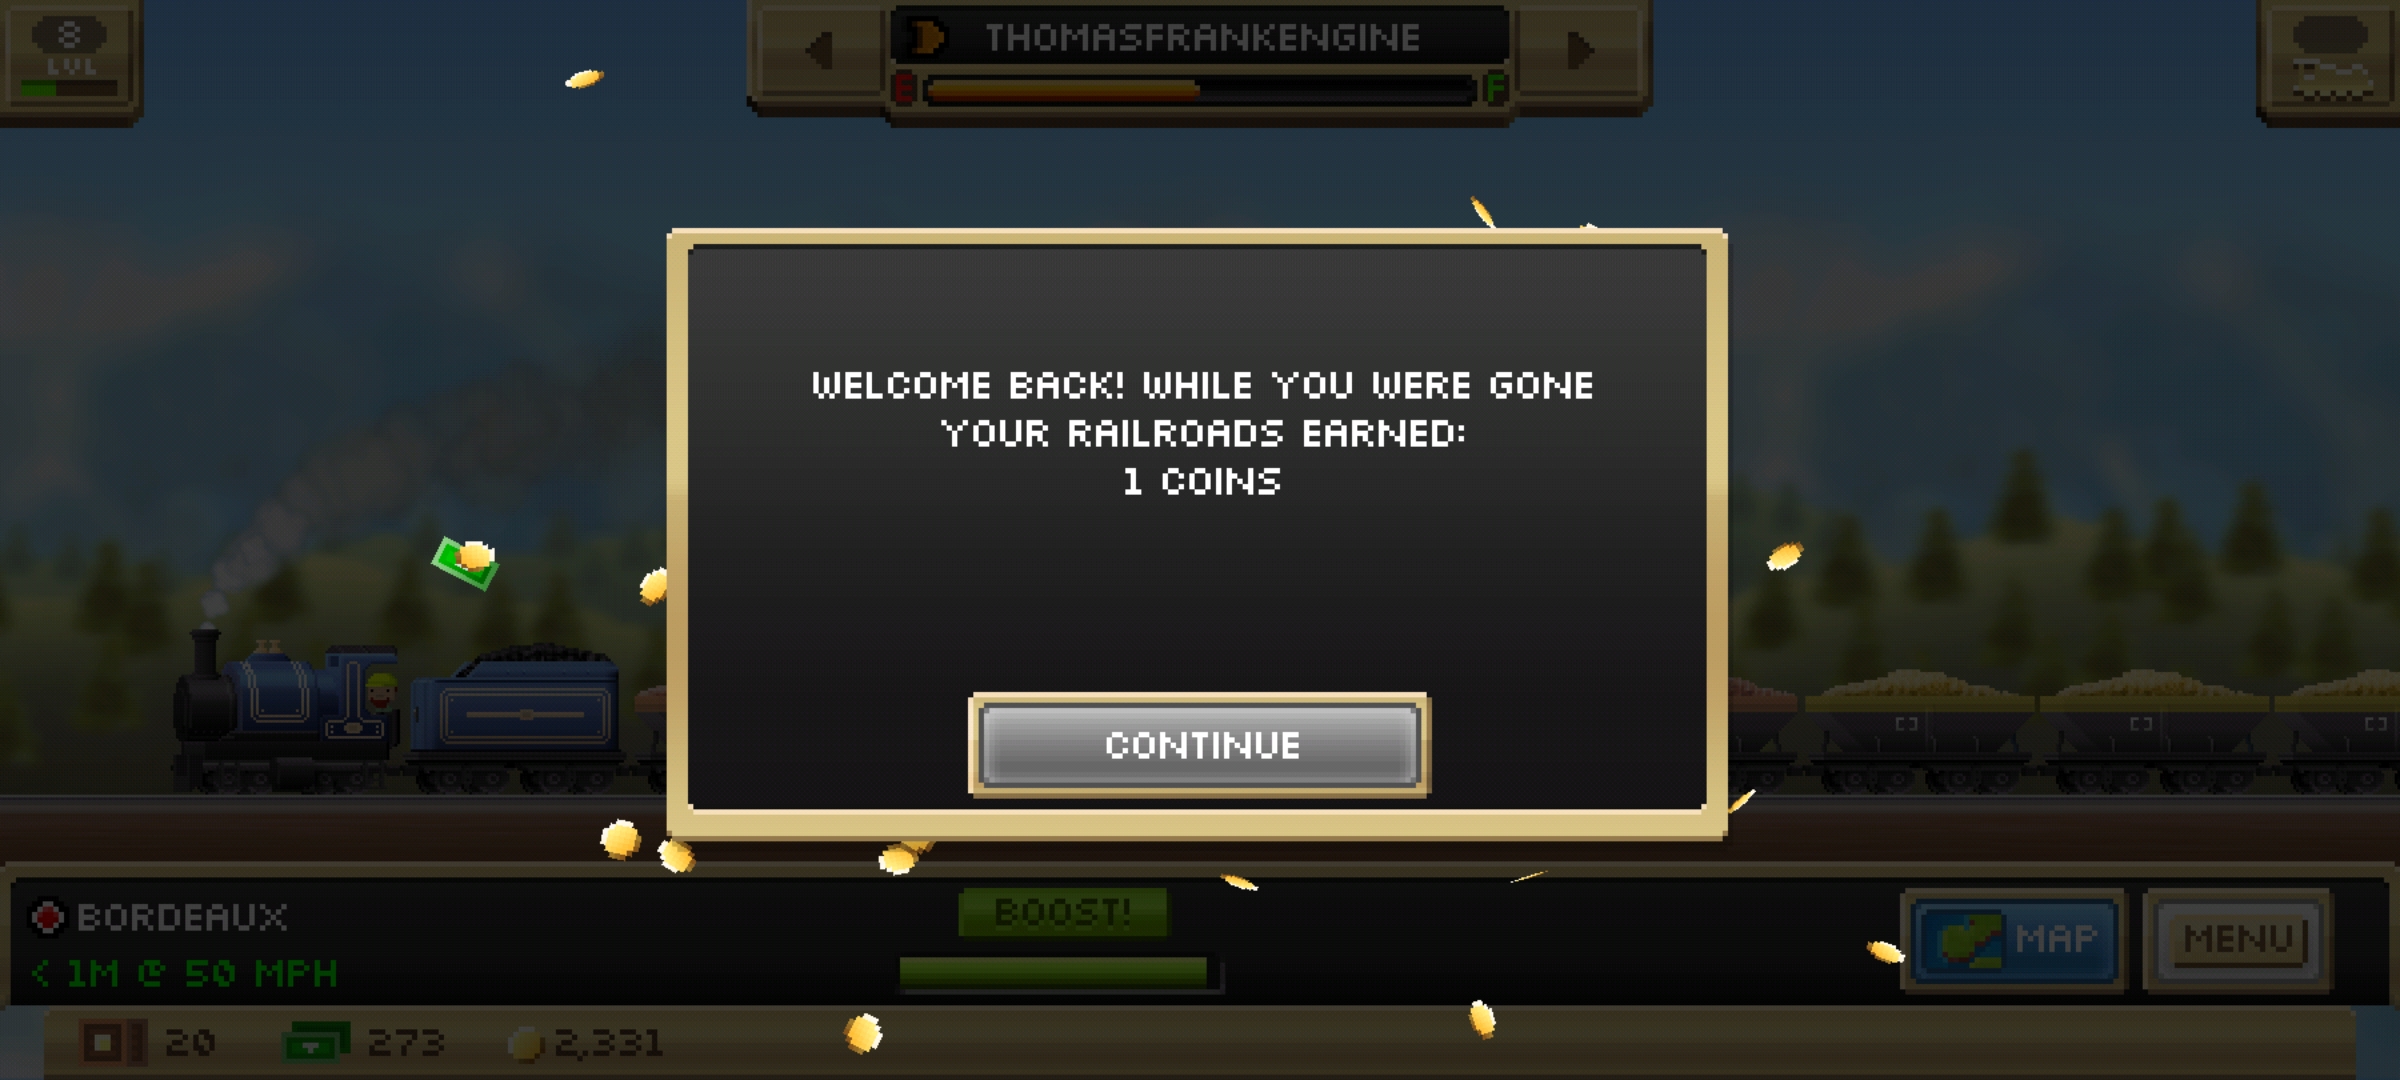 8
LVL
THOMASFRANKENGINE
E F
WELCOME BACK! WHILE YOU WERE GONE
YOUR RAILROADS EARNED:
1 COINS
CONTINUE
BORDEAUX
< 1M @ 50 MPH
BOOST!
MAP
MENU
20 273 2,331